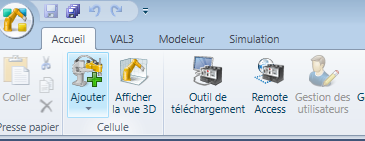 Accueil VAL3 Modeleur Simulation
Coller
Ajouter
Afficher
la vue 3D
Outil de
téléchargement
Remote
Access
Gestion des
utilisateurs
Presse papier
Cellule